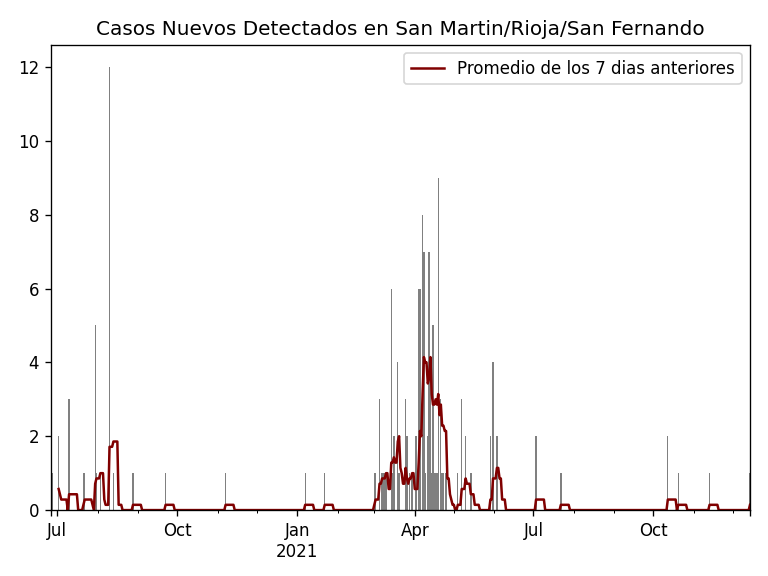 Casos Nuevos Detectados en San Martin/Rioja/San Fernando
Promedio de los 7 dias anteriores
12
10
8
6
4
2
0
Jul
Oct
Jan
2021
Apr
Jul
Oct